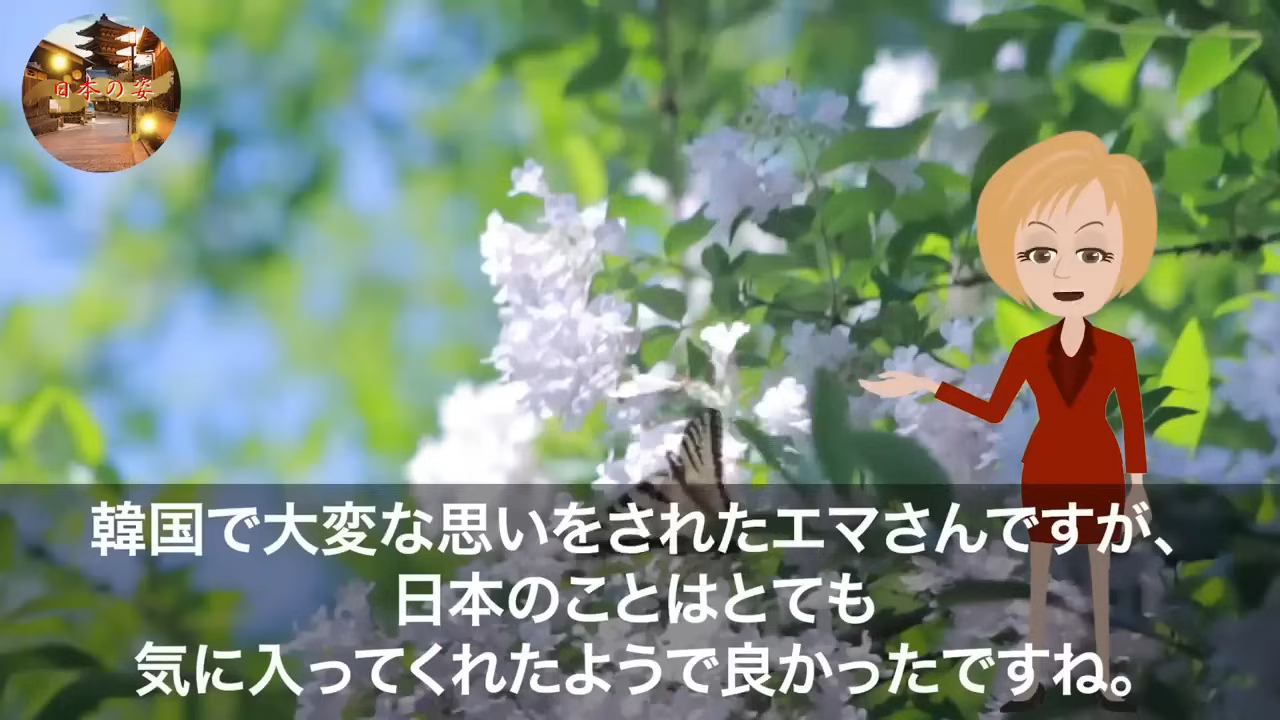 日本の姿
韓国で大変な思いをされたエマさんですが、
日本のことはとても
気に入ってくれたようで良かったですね。